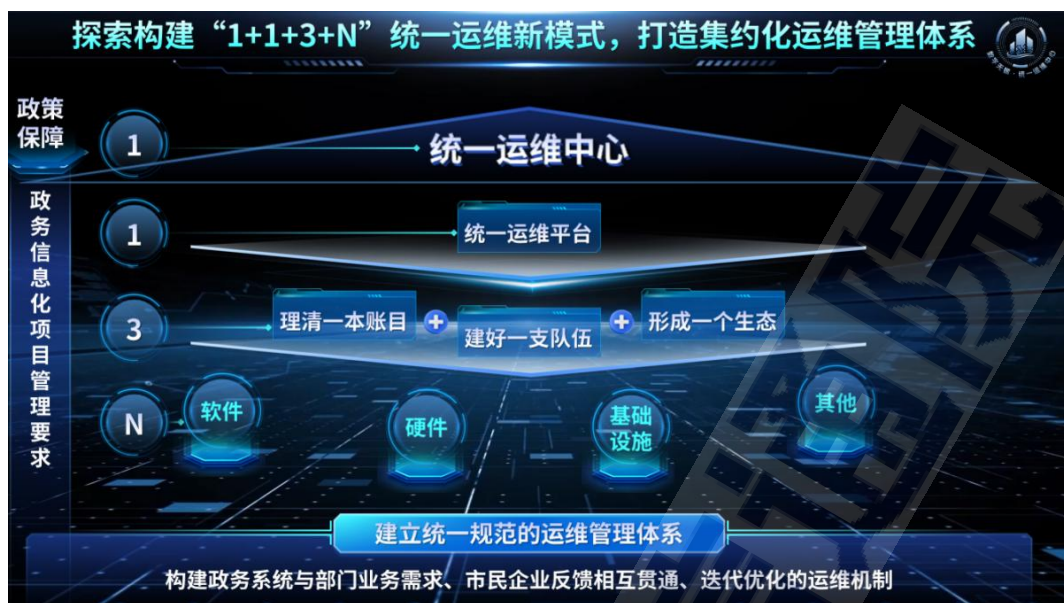 探索构建“1+1+3+N”统一运维新模式，打造集约化运维管理体系
政策
保障
政务信息化项目管理要求
1
统一运维中心
1
统一运维平台
3
理清一本账目
建好一支队伍
形成一个生态
N
软件
硬件
基础
设施
其他
建立统一规范的运维管理体系
构建政务系统与部门业务需求、市民企业反馈相互贯通、迭代优化的运维机制